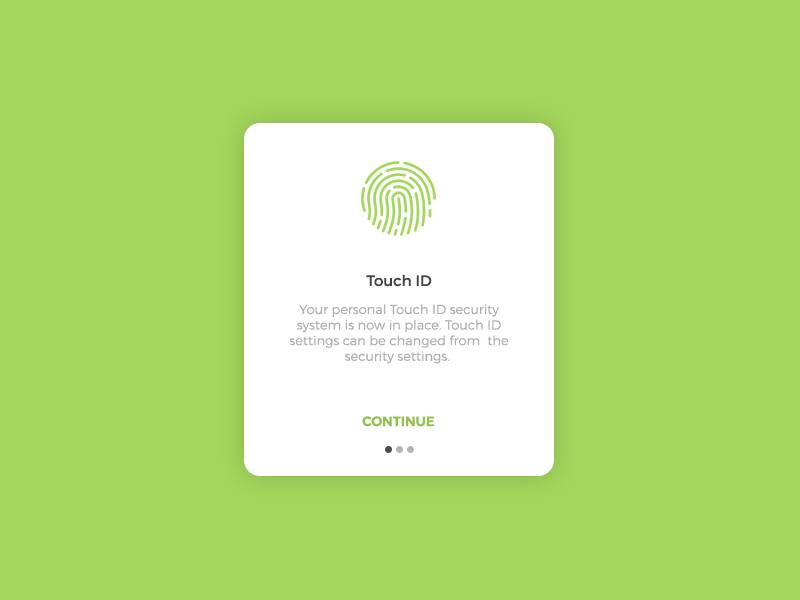 Touch ID
Your personal Touch ID security
system is now in place. Touch ID
settings can be changed from  the
security settings.
CONTINUE